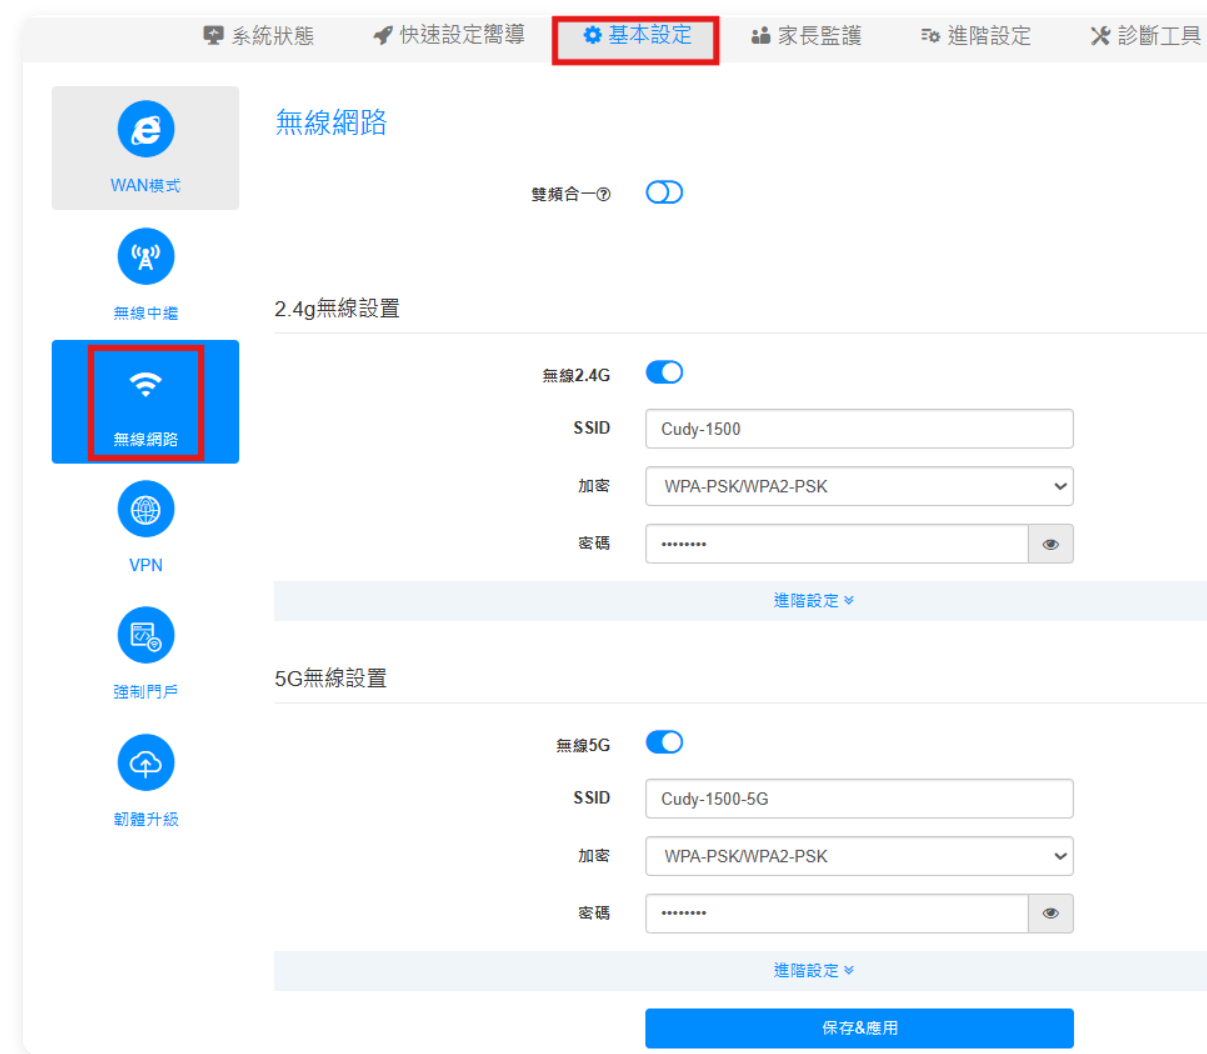 系統狀態 快速設定嚮導 基本設定 家長監護 進階設定 診斷工具
WAN模式
無線中繼
無線網路
VPN
強制門戶
韌體升級
無線網路
雙頻合一?
2.4g無線設置
無線2.4G
SSID Cudy-1500
加密 WPA-PSK/WPA2-PSK
密碼 ••••••••
進階設定
5G無線設置
無線5G
SSID Cudy-1500-5G
加密 WPA-PSK/WPA2-PSK
密碼 ••••••••
進階設定
保存&應用